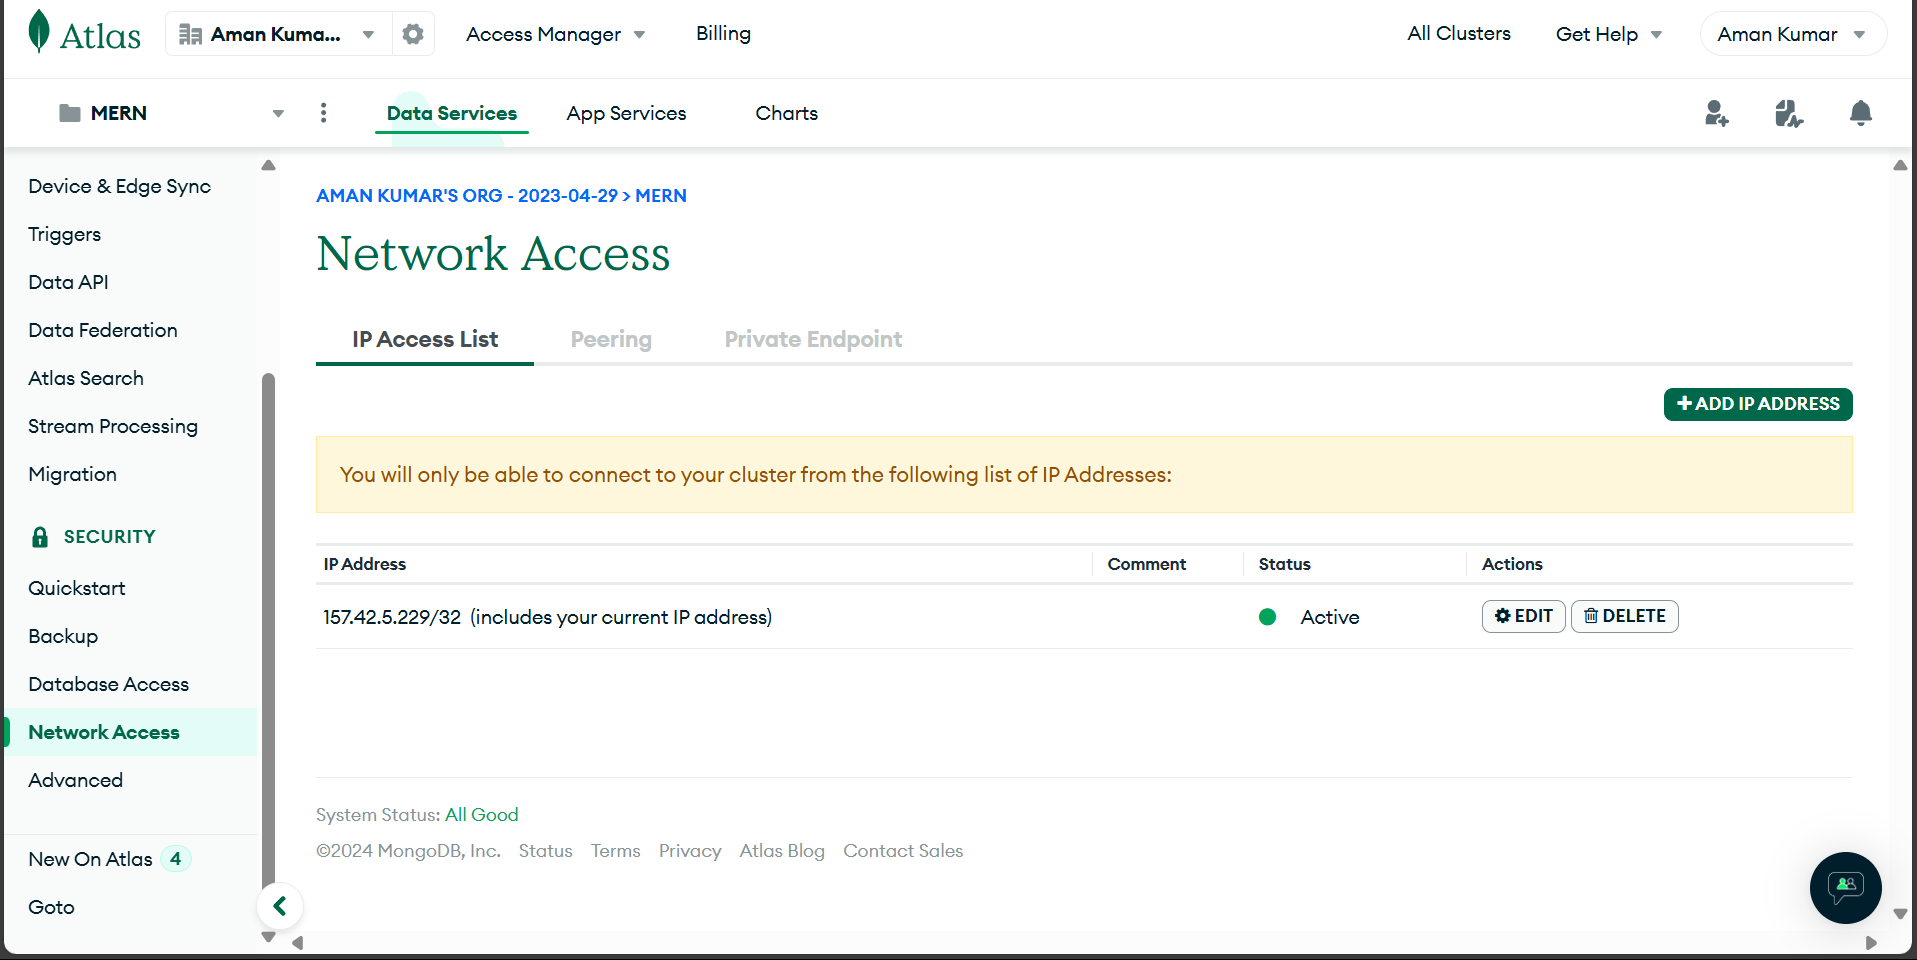 Atlas
Aman Kuma...
Access Manager
Billing
All Clusters
Get Help
Aman Kumar
MERN
Data Services
App Services
Charts
Device & Edge Sync
Triggers
Data API
Data Federation
Atlas Search
Stream Processing
Migration
SECURITY
Quickstart
Backup
Database Access
Network Access
Advanced
New On Atlas 4
Goto
AMAN KUMAR'S ORG - 2023-04-29 > MERN
Network Access
IP Access List
Peering
Private Endpoint
+ ADD IP ADDRESS
You will only be able to connect to your cluster from the following list of IP Addresses:
IP Address
Comment
Status
Actions
157.42.5.229/32 (includes your current IP address)
Active
EDIT
DELETE
System Status: All Good
©2024 MongoDB, Inc. Status Terms Privacy Atlas Blog Contact Sales